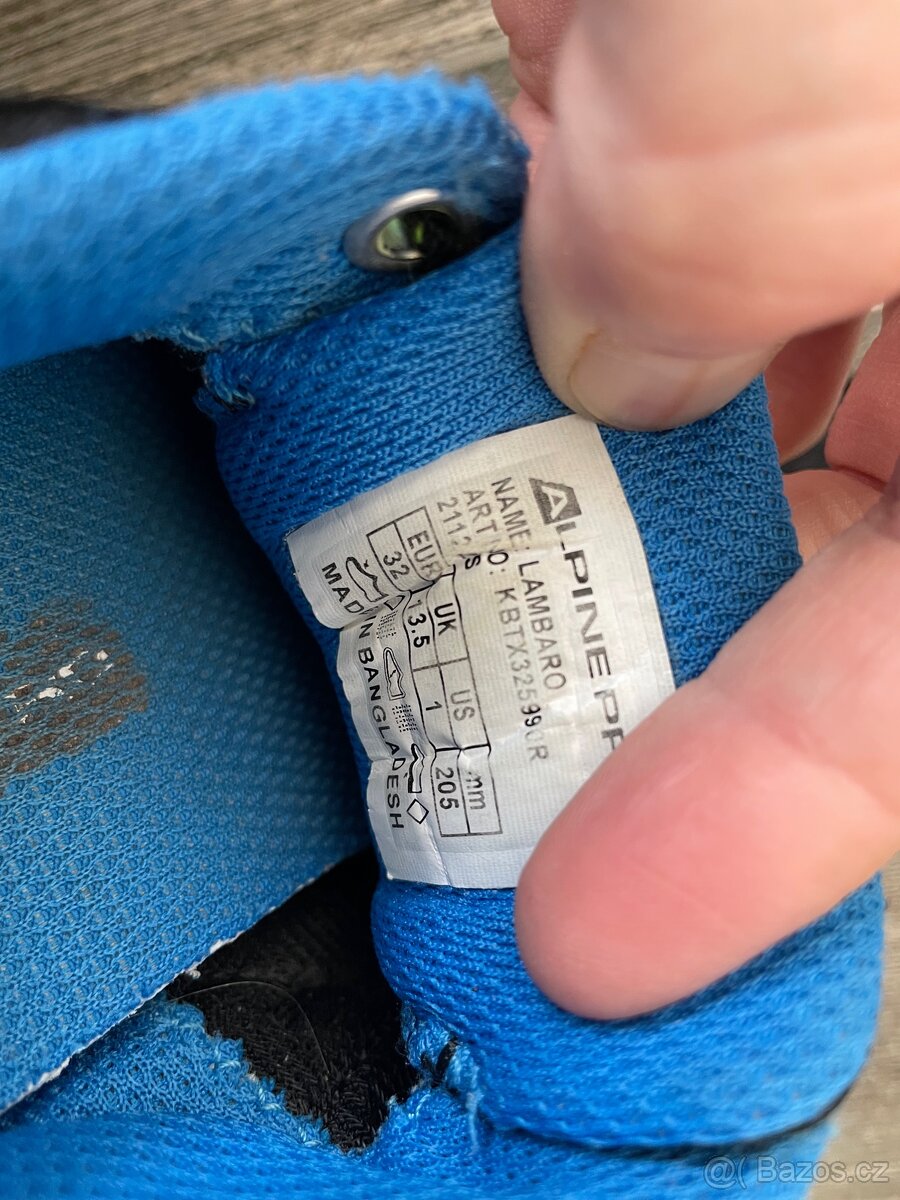 ALPINE PR
NAME: LAMBARO
ART NO: KBTX325990R
EUR UK US mm
32 13.5 1 205
MADE IN BANGLADESH
@( Bazos.cz